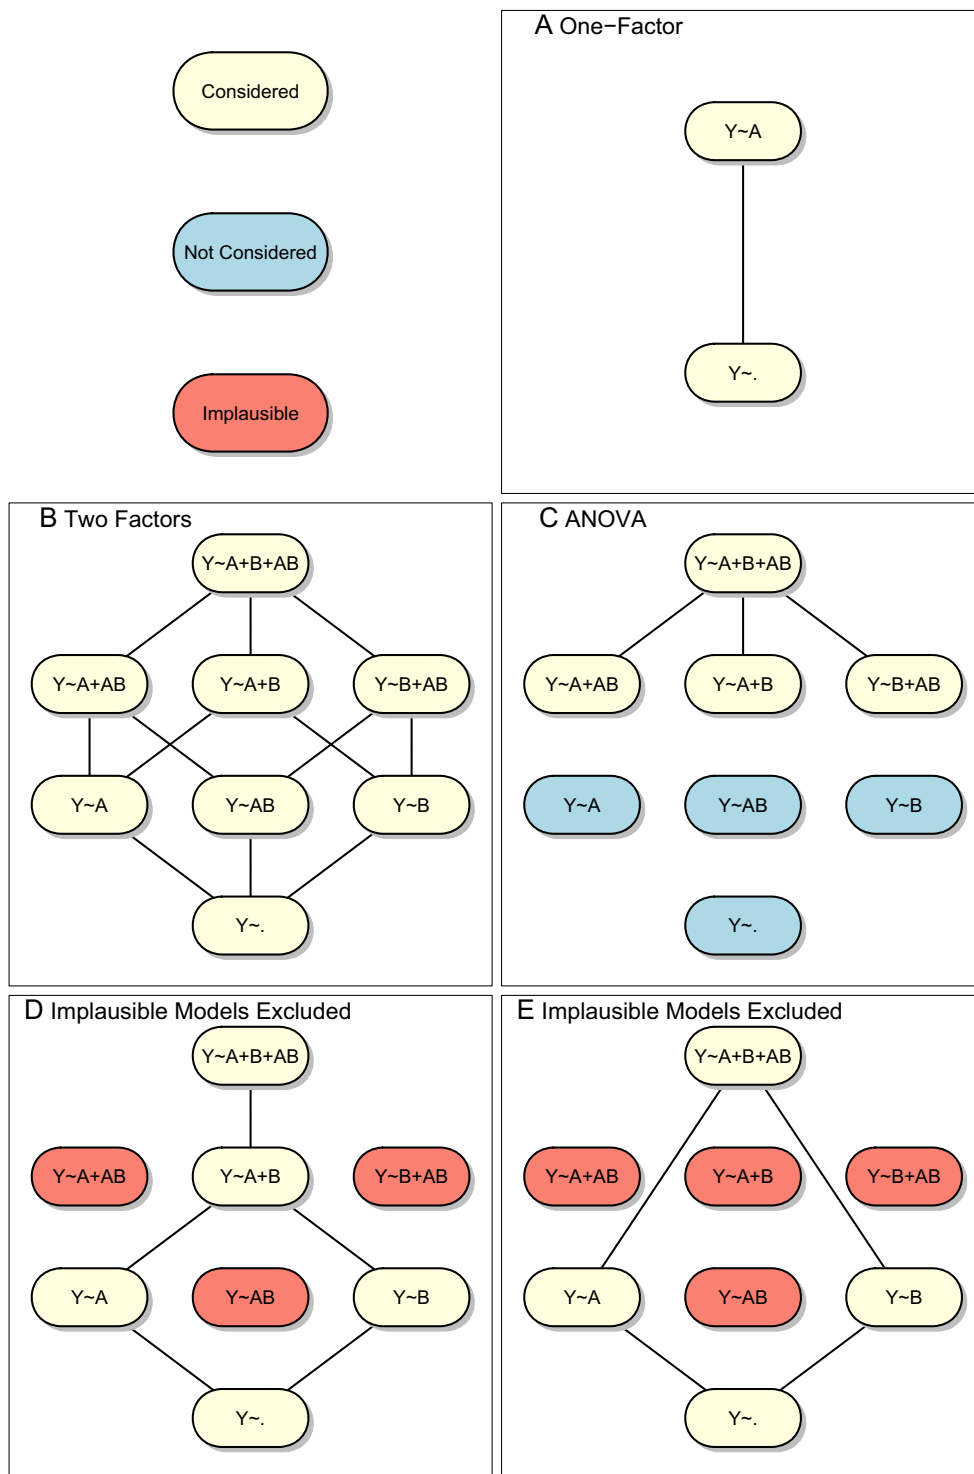 A One−Factor
Considered
Y~A
Not Considered
Y~.
Implausible
B Two Factors
Y~A+B+AB
Y~A+AB
Y~A+B
Y~B+AB
Y~A
Y~AB
Y~B
Y~.
C ANOVA
Y~A+B+AB
Y~A+AB
Y~A+B
Y~B+AB
Y~A
Y~AB
Y~B
Y~.
D Implausible Models Excluded
Y~A+B+AB
Y~A+AB
Y~A+B
Y~B+AB
Y~A
Y~AB
Y~B
Y~.
E Implausible Models Excluded
Y~A+B+AB
Y~A+AB
Y~A+B
Y~B+AB
Y~A
Y~AB
Y~B
Y~.